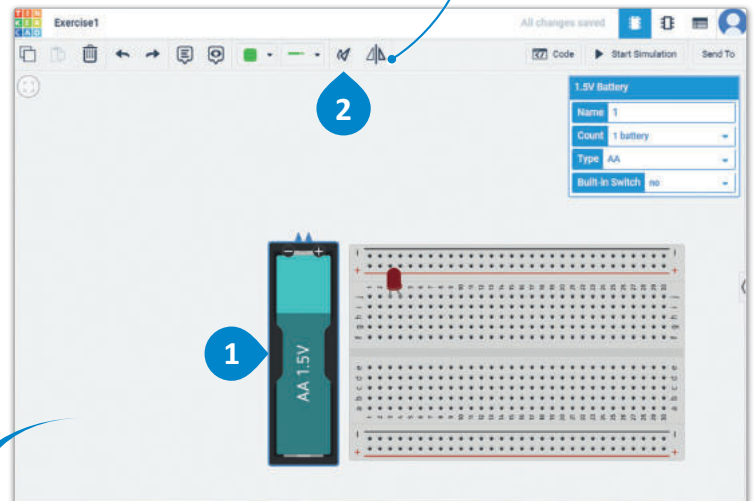 TIN
KER
CAD
Exercise1
All changes saved
Code
Start Simulation
Send To
2
1.5V Battery
Name 1
Count 1 battery
Type AA
Built-in Switch no
1
AA 1.5V
- +